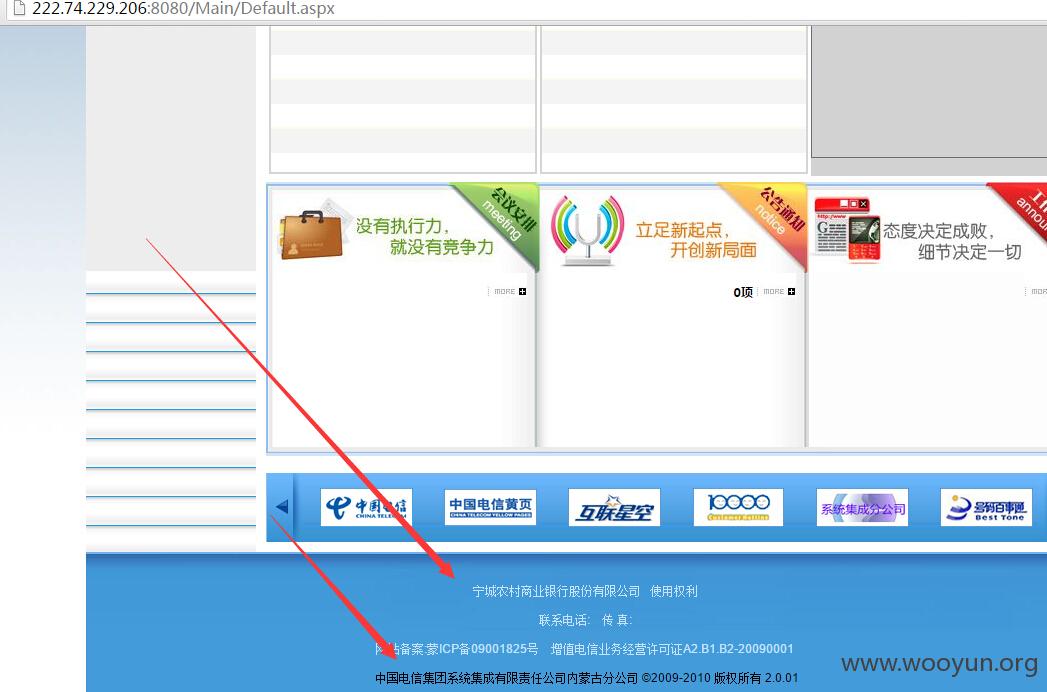 222.74.229.206:8080/Main/Default.aspx
没有执行力，
就没有竞争力
会议安排
meeting
立足新起点，
开创新局面
公告通知
notice
http://www
态度决定成败，
细节决定一切
MORE
0项
MORE
中国电信
CHINA TELECOM
中国电信黄页
CHINA TELECOM YELLOW PAGES
互联星空
10000
Customer Hotline
系统集成分公司
号码百事通
Best Tone
宁城农村商业银行股份有限公司 使用权利
联系电话: 传 真:
网站备案:蒙ICP备09001825号 增值电信业务经营许可证A2.B1.B2-20090001
中国电信集团系统集成有限责任公司内蒙古分公司 ©2009-2010 版权所有 2.0.01
www.wooyun.org